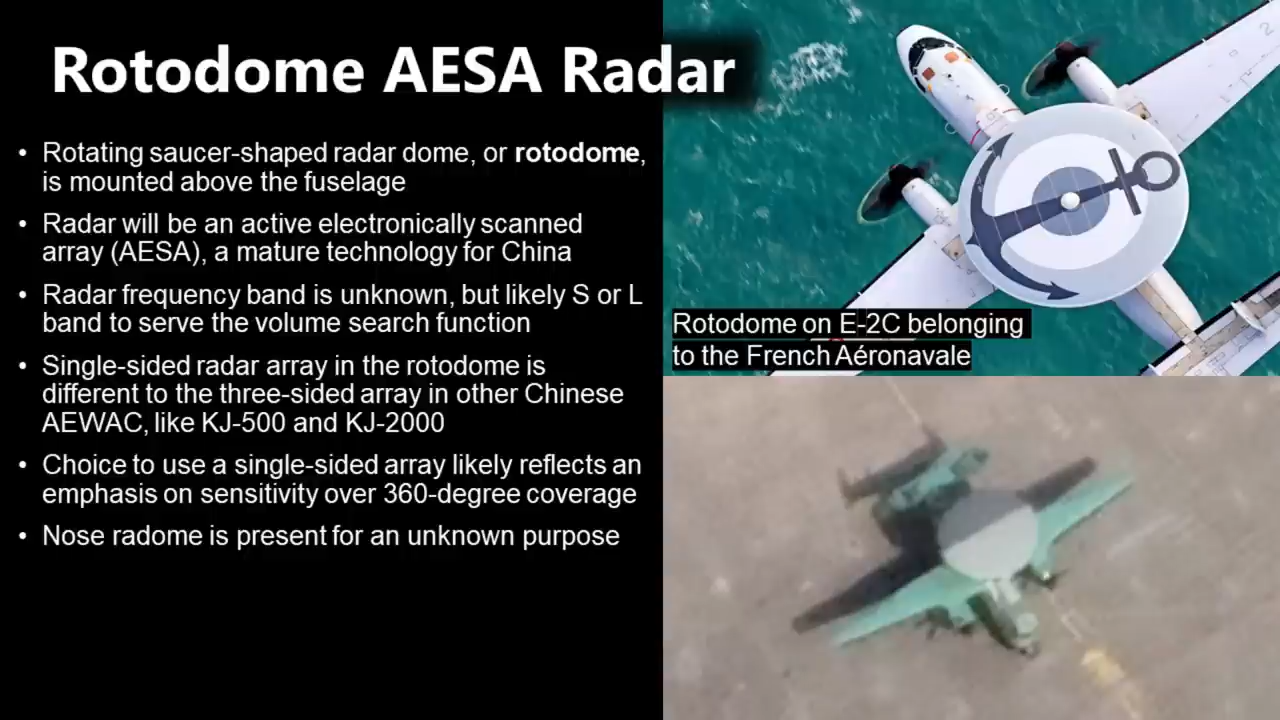 Rotodome AESA Radar
• Rotating saucer-shaped radar dome, or rotodome,
is mounted above the fuselage
• Radar will be an active electronically scanned
array (AESA), a mature technology for China
• Radar frequency band is unknown, but likely S or L
band to serve the volume search function
• Single-sided radar array in the rotodome is
different to the three-sided array in other Chinese
AEWAC, like KJ-500 and KJ-2000
• Choice to use a single-sided array likely reflects an
emphasis on sensitivity over 360-degree coverage
• Nose radome is present for an unknown purpose
2
Rotodome on E-2C belonging
to the French Aéronavale